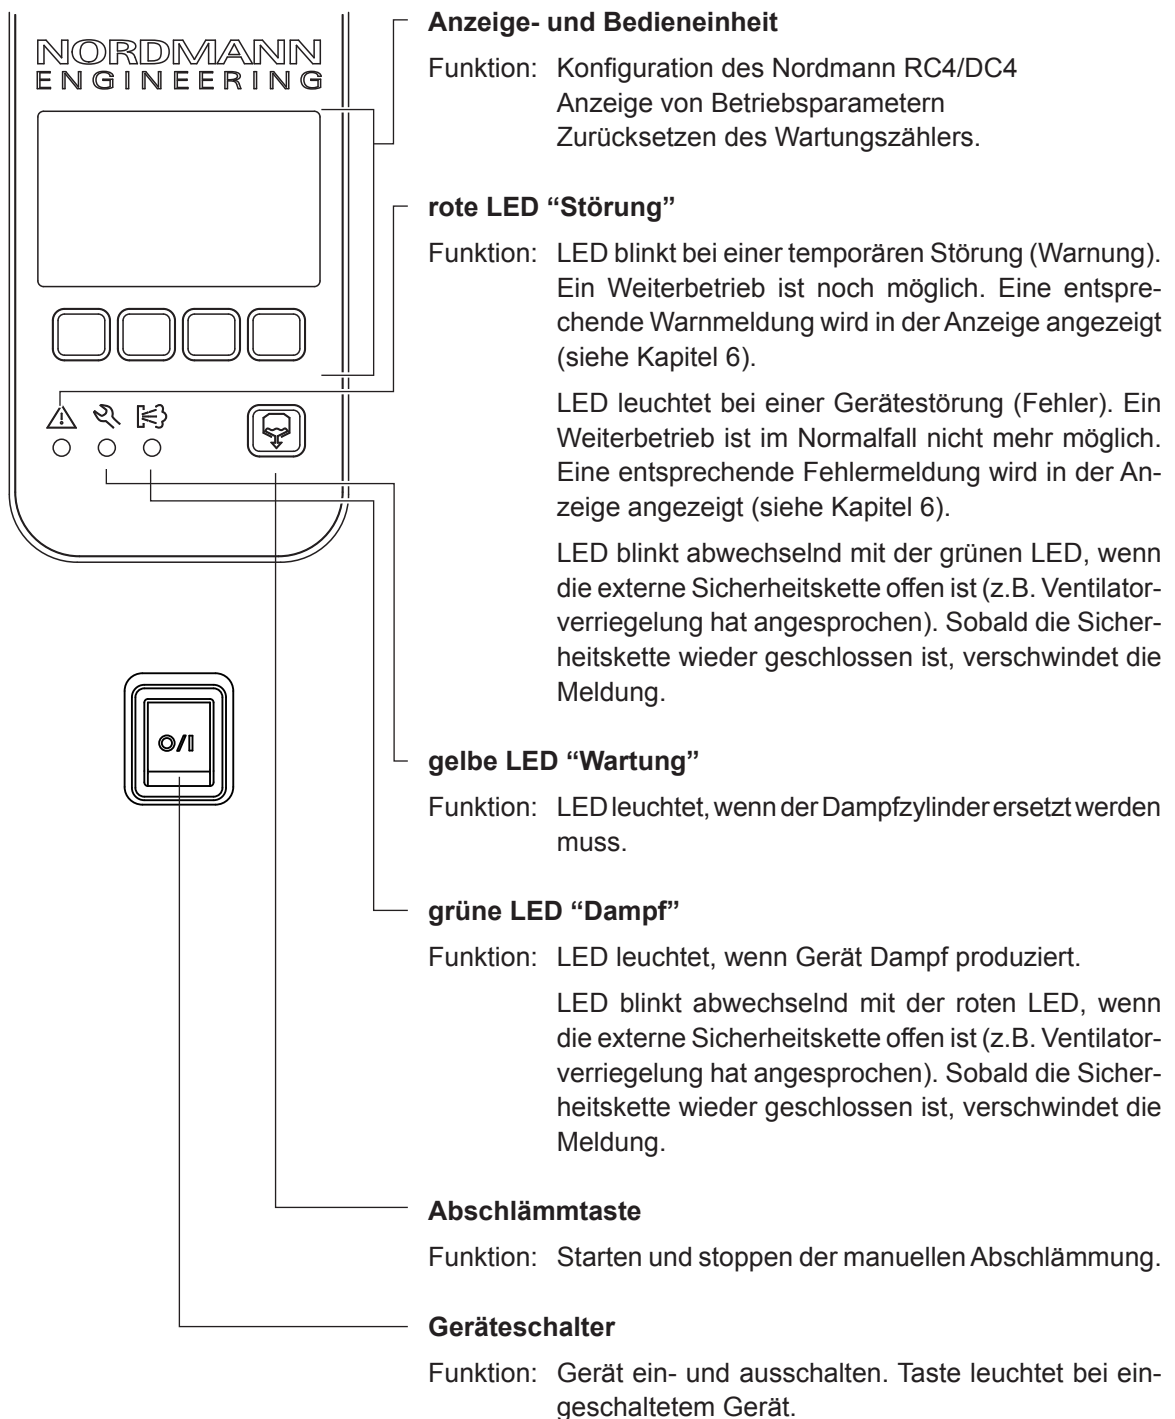 NORDMANN
ENGINEERING
Anzeige- und Bedieneinheit
Funktion: Konfiguration des Nordmann RC4/DC4
Anzeige von Betriebsparametern
Zurücksetzen des Wartungszählers.
rote LED “Störung”
Funktion: LED blinkt bei einer temporären Störung (Warnung).
Ein Weiterbetrieb ist noch möglich. Eine entspre-
chende Warnmeldung wird in der Anzeige angezeigt
(siehe Kapitel 6).
LED leuchtet bei einer Gerätestörung (Fehler). Ein
Weiterbetrieb ist im Normalfall nicht mehr möglich.
Eine entsprechende Fehlermeldung wird in der An-
zeige angezeigt (siehe Kapitel 6).
LED blinkt abwechselnd mit der grünen LED, wenn
die externe Sicherheitskette offen ist (z.B. Ventilator-
verriegelung hat angesprochen). Sobald die Sicher-
heitskette wieder geschlossen ist, verschwindet die
Meldung.
O/I
gelbe LED “Wartung”
Funktion: LED leuchtet, wenn der Dampfzylinder ersetzt werden
muss.
grüne LED “Dampf”
Funktion: LED leuchtet, wenn Gerät Dampf produziert.
LED blinkt abwechselnd mit der roten LED, wenn
die externe Sicherheitskette offen ist (z.B. Ventilator-
verriegelung hat angesprochen). Sobald die Sicher-
heitskette wieder geschlossen ist, verschwindet die
Meldung.
Abschlämmtaste
Funktion: Starten und stoppen der manuellen Abschlämmung.
Geräteschalter
Funktion: Gerät ein- und ausschalten. Taste leuchtet bei ein-
geschaltetem Gerät.